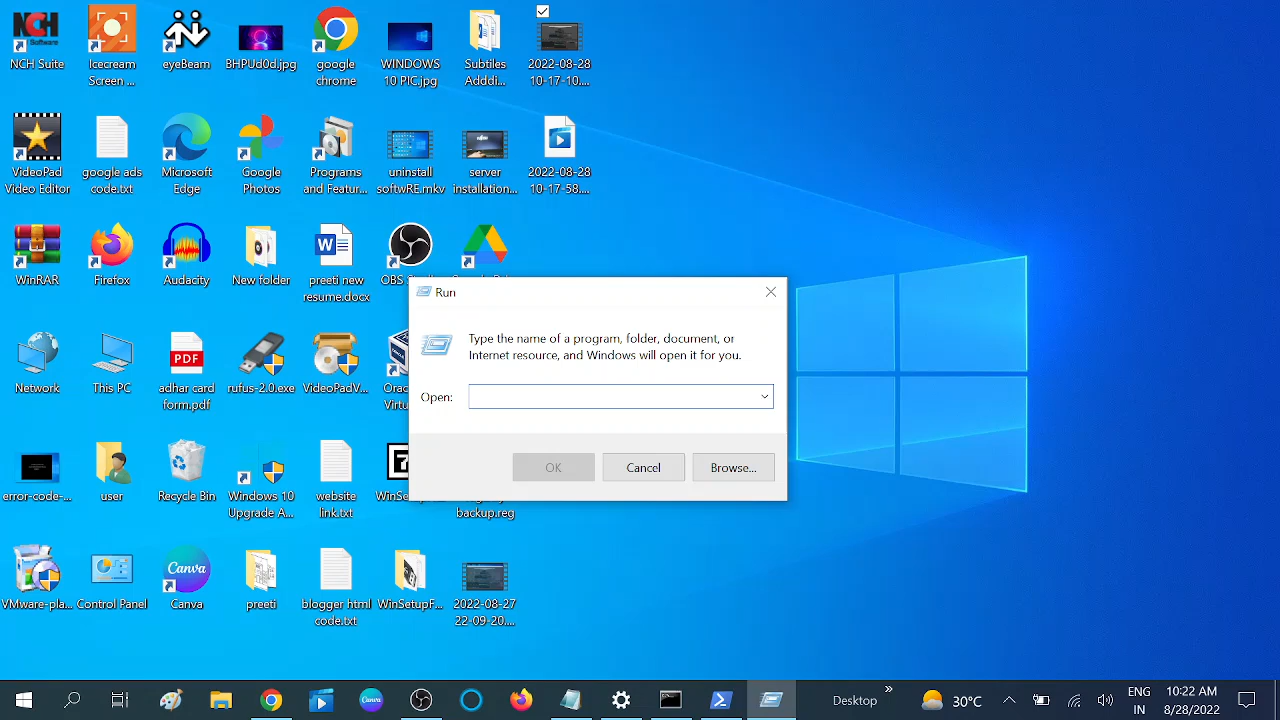 NCH
Software
NCH Suite
Icecream
Screen ...
eyeBeam
BHPUd0d.jpg
google
chrome
WINDOWS
10 PIC.jpg
Subtiles
Adddi...
2022-08-28
10-17-10....
VideoPad
Video Editor
google ads
code.txt
Microsoft
Edge
Google
Photos
Programs
and Featur...
uninstall
softwRE.mkv
server
installation...
2022-08-28
10-17-58....
WinRAR
Firefox
Audacity
New folder
W
preeti new
resume.docx
Network
This PC
PDF
adhar card
form.pdf
rufus-2.0.exe
VideoPadV...
error-code-...
user
Recycle Bin
Windows 10
Upgrade A...
website
link.txt
backup.reg
VMware-pla...
Control Panel
Canva
Canva
preeti
blogger html
code.txt
WinSetupF...
2022-08-27
22-09-20....
Run
Type the name of a program, folder, document, or
Internet resource, and Windows will open it for you.
Open:
OK
Cancel
Browse...
Canva
Desktop
»
30°C
ENG
IN
10:22 AM
8/28/2022